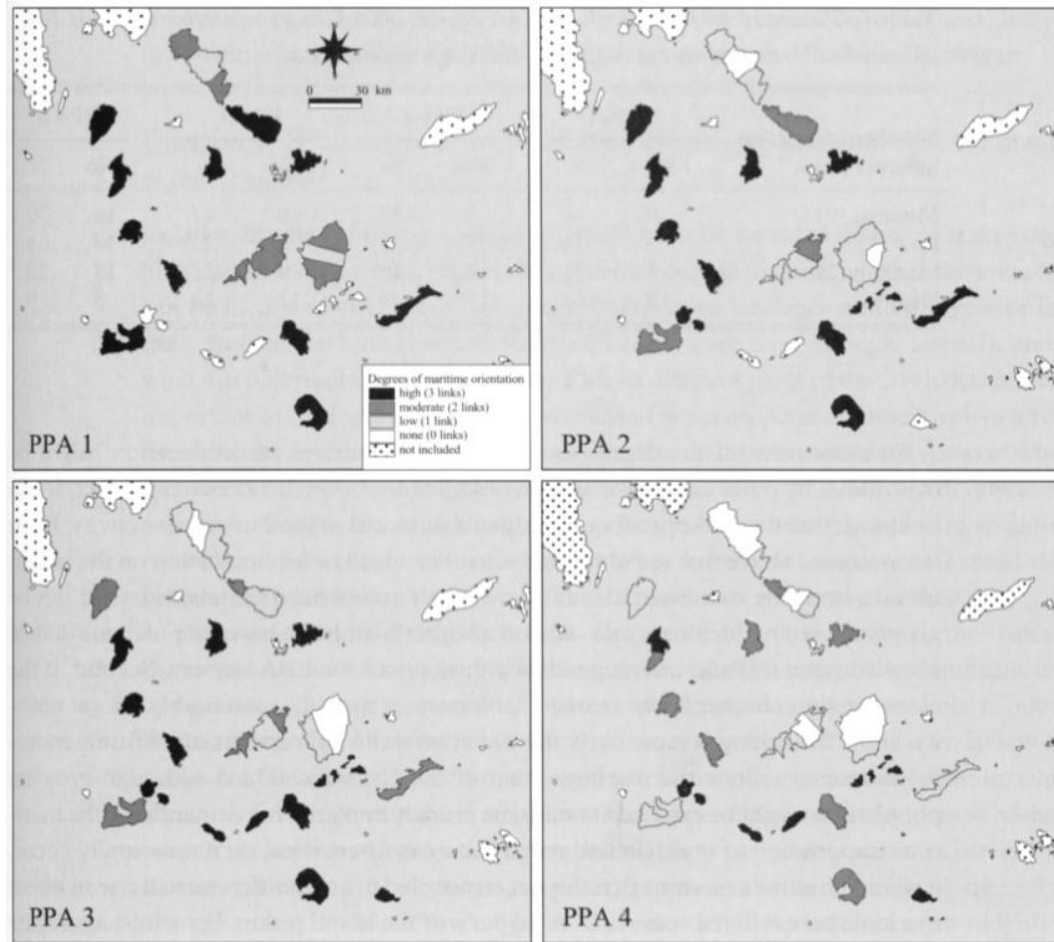 0 30 km
Degrees of maritime orientation
high (3 links)
moderate (2 links)
low (1 link)
none (0 links)
not included
PPA 1
PPA 2
PPA 3
PPA 4